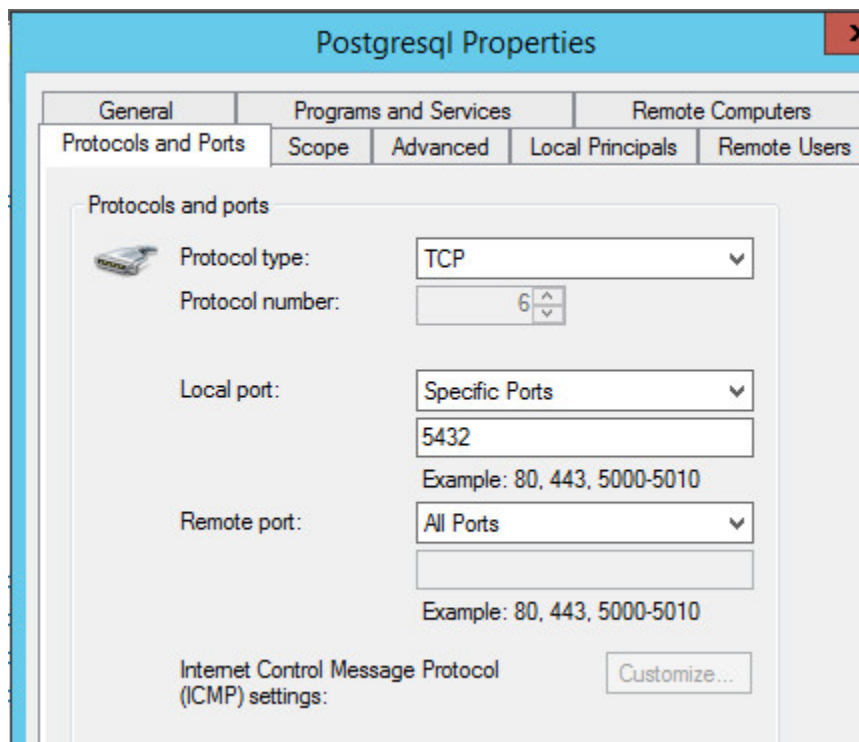 Postgresql Properties
General
Programs and Services
Remote Computers
Protocols and Ports
Scope
Advanced
Local Principals
Remote Users
Protocols and ports
Protocol type:
TCP
Protocol number:
6
Local port:
Specific Ports
5432
Example: 80, 443, 5000-5010
Remote port:
All Ports
Example: 80, 443, 5000-5010
Internet Control Message Protocol
(ICMP) settings:
Customize...